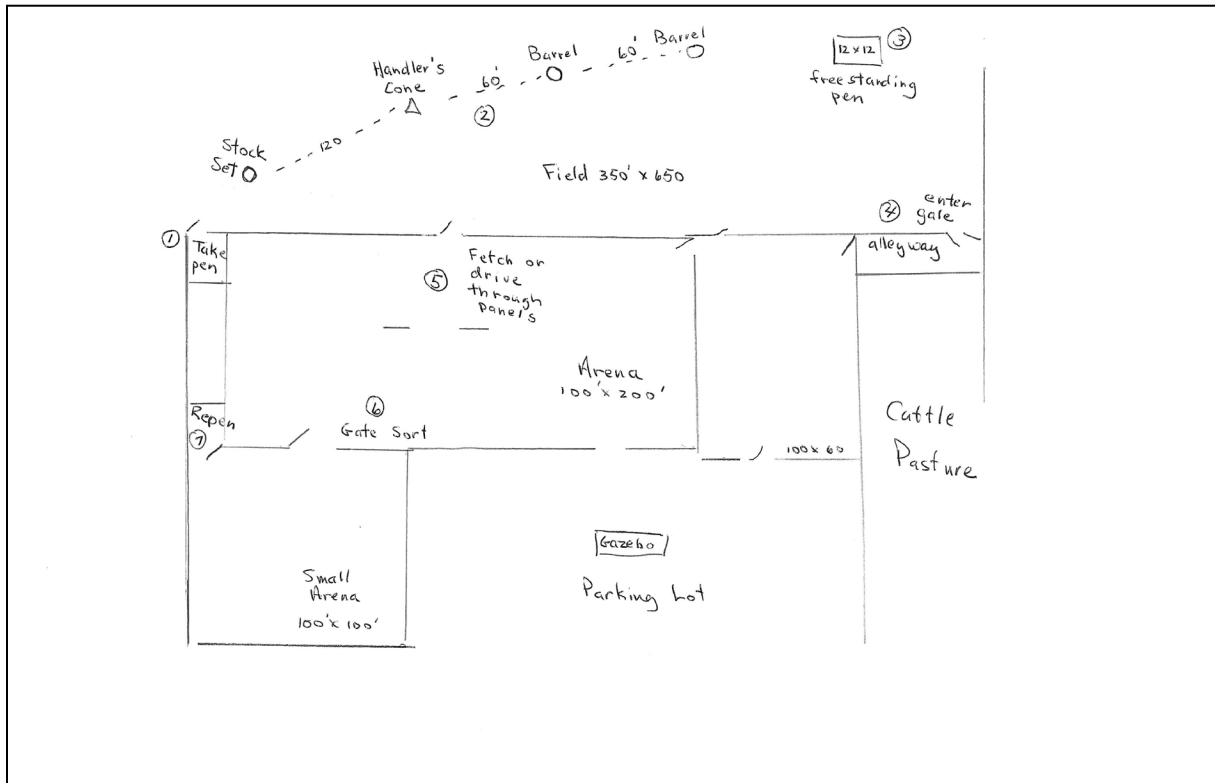 Barrel
60'
Barrel
12 x 12
③
free standing
pen
Handler's
Cone
60'
②
120
Stock
Set
Field 350' x 650
④
enter
gate
alleyway
①
Take
pen
⑤
Fetch or
drive
through
panels
Arena
100' x 200'
Repen
⑦
⑥
Gate Sort
100 x 60
Cattle
Pasture
Gazebo
Parking Lot
Small
Arena
100' x 100'